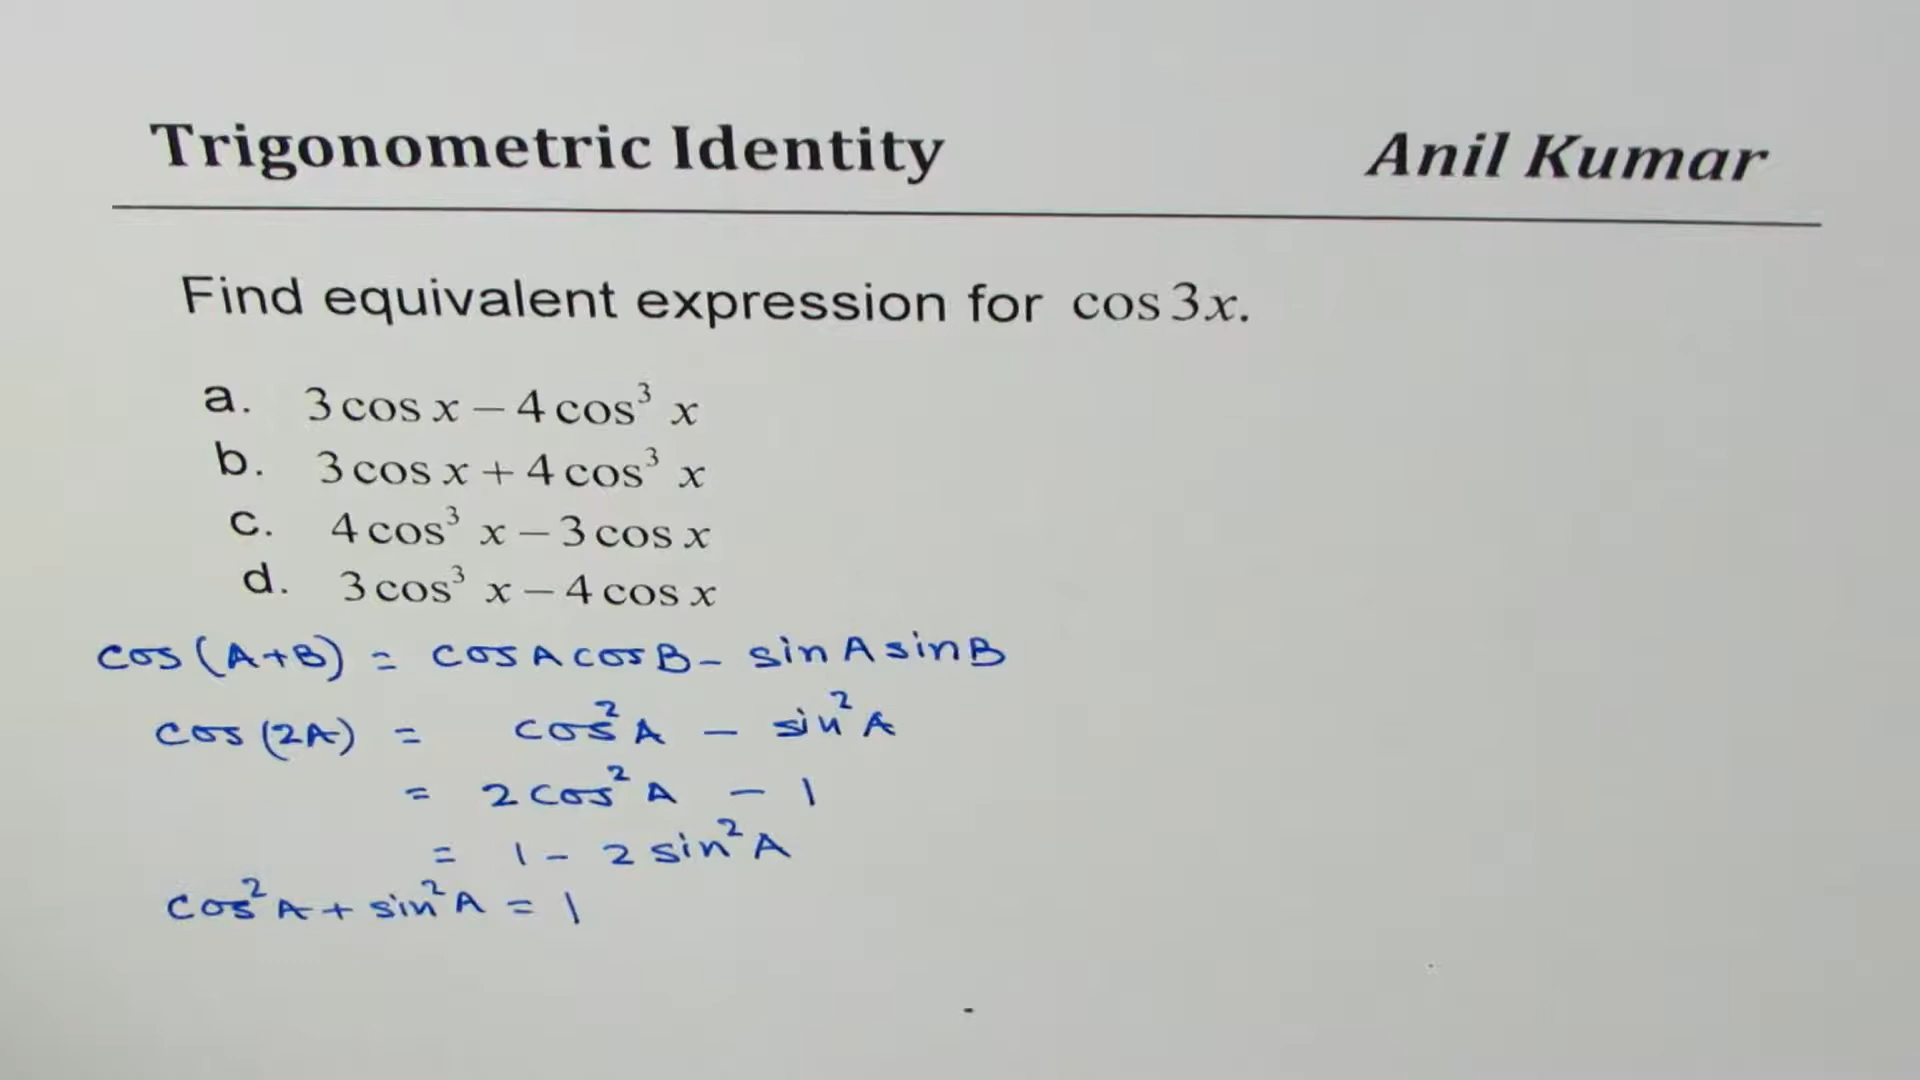 Trigonometric Identity Anil Kumar
Find equivalent expression for cos 3x.
a. 3 cos x − 4 cos³ x
b. 3 cos x + 4 cos³ x
c. 4 cos³ x − 3 cos x
d. 3 cos³ x − 4 cos x
cos (A+B) = cos A cos B − sin A sin B
cos (2A) = cos² A − sin² A
= 2 cos² A − 1
= 1 − 2 sin² A
cos² A + sin² A = 1